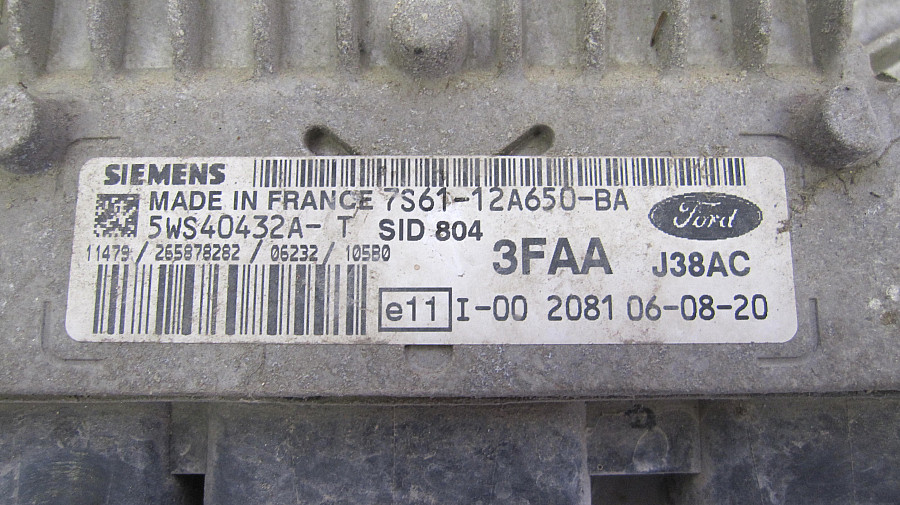 SIEMENS
MADE IN FRANCE 7S61-12A650-BA
Ford
5WS40432A- T SID 804
11479 / 265878282 / 06232 / 105B0
3FAA J38AC
e11 I-00 2081 06-08-20